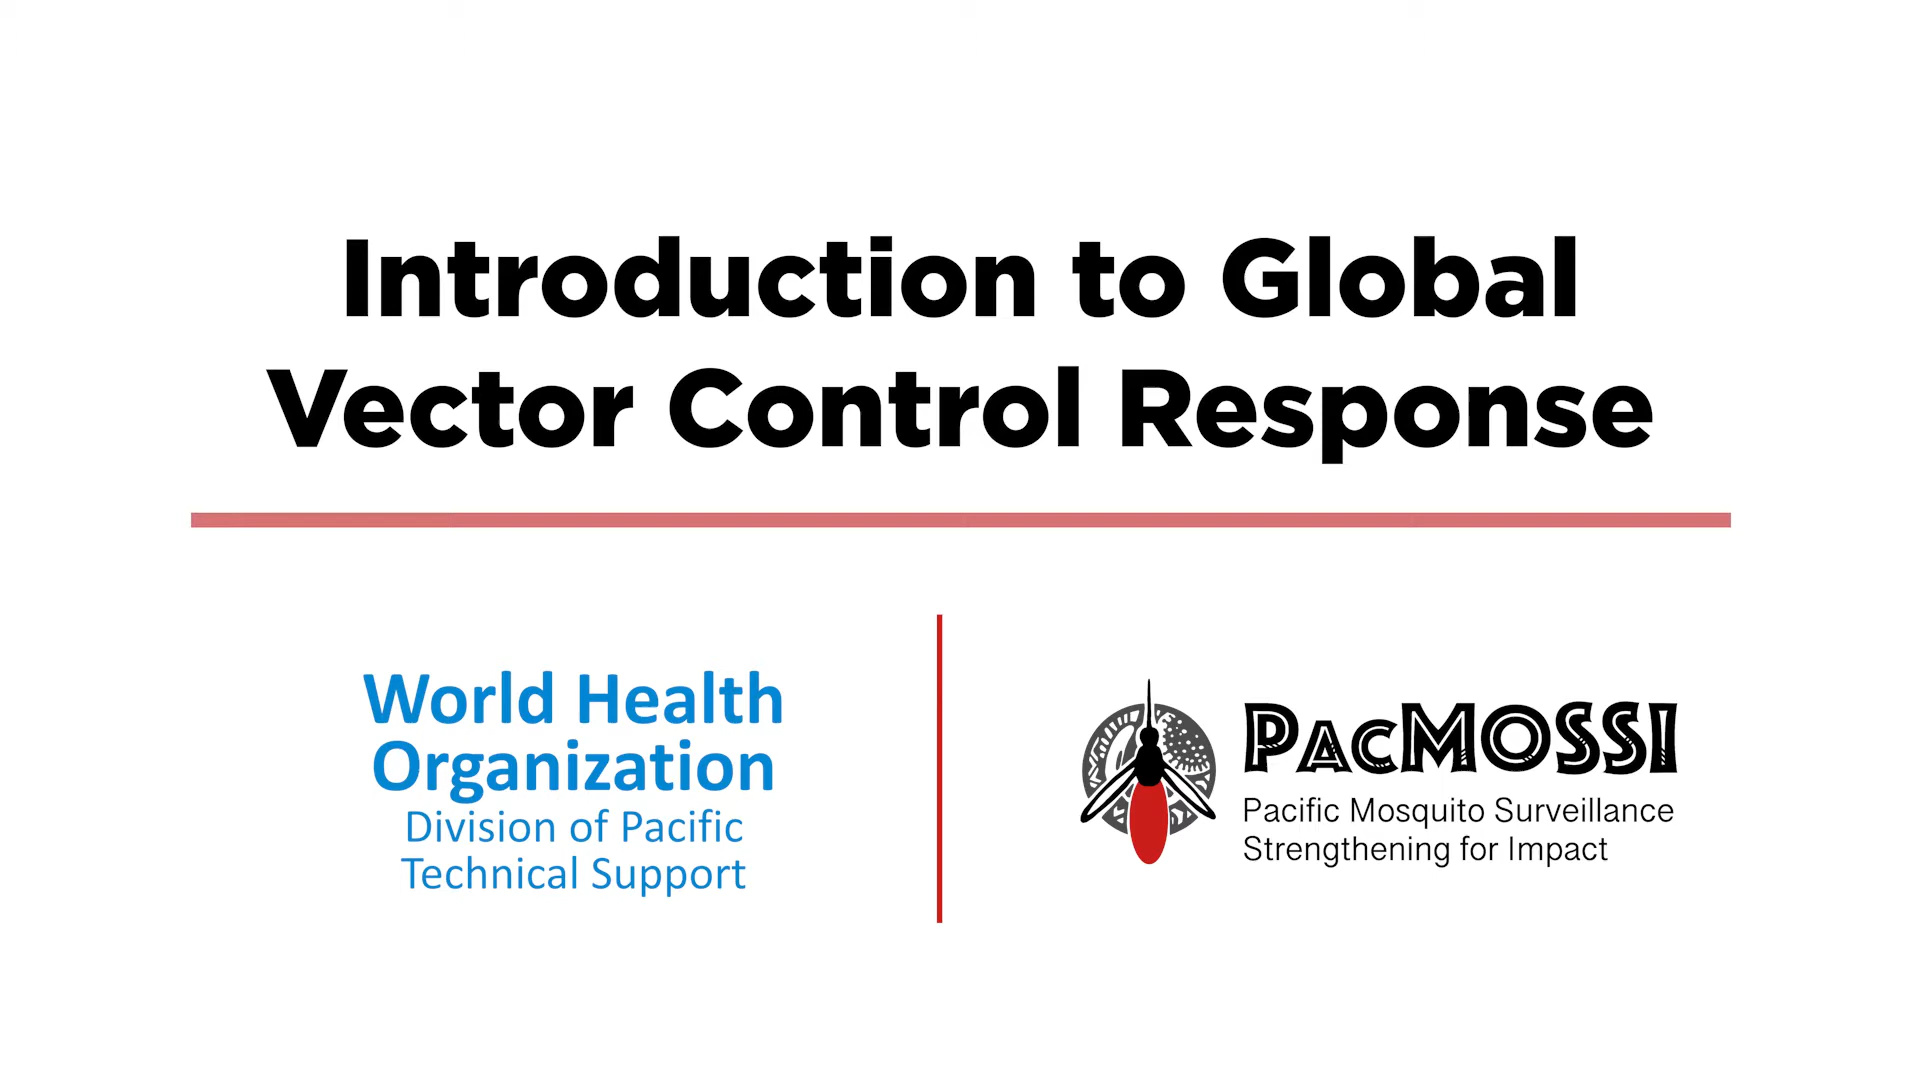 Introduction to Global
Vector Control Response
World Health
Organization
Division of Pacific
Technical Support
PACMOSSI
Pacific Mosquito Surveillance
Strengthening for Impact